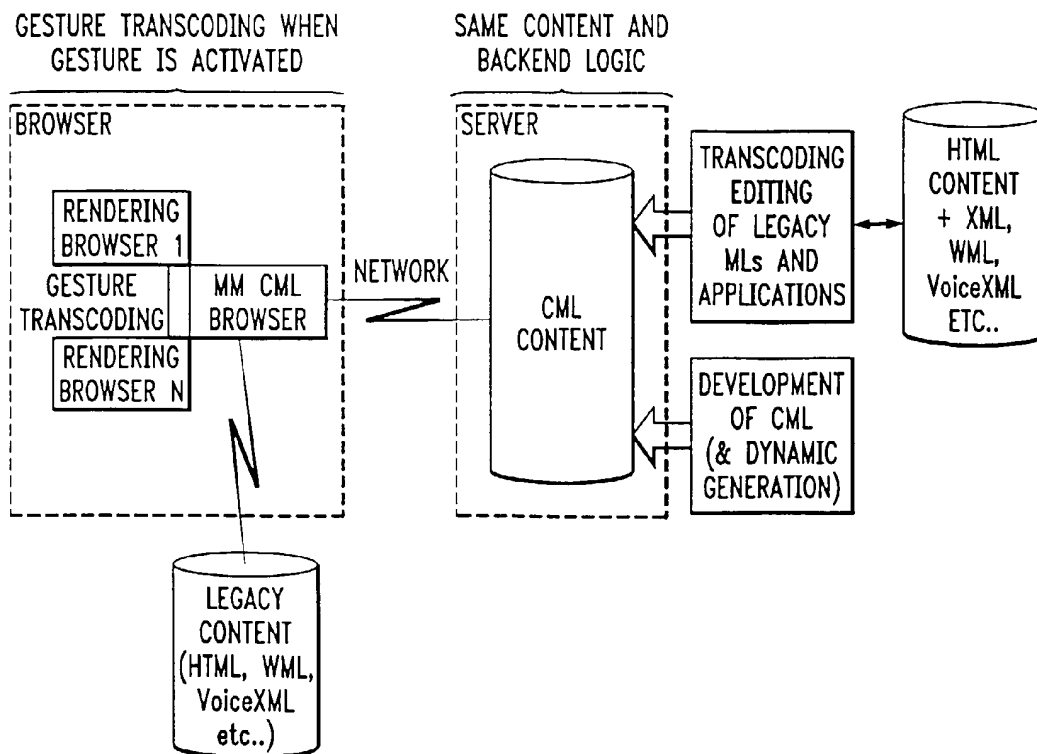 GESTURE TRANSCODING WHEN
GESTURE IS ACTIVATED
SAME CONTENT AND
BACKEND LOGIC
BROWSER
RENDERING
BROWSER 1
GESTURE
TRANSCODING
MM CML
BROWSER
RENDERING
BROWSER N
NETWORK
SERVER
CML
CONTENT
TRANSCODING
EDITING
OF LEGACY
MLs AND
APPLICATIONS
HTML
CONTENT
+ XML,
WML,
VoiceXML
ETC..
DEVELOPMENT
OF CML
(& DYNAMIC
GENERATION)
LEGACY
CONTENT
(HTML, WML,
VoiceXML
etc..)